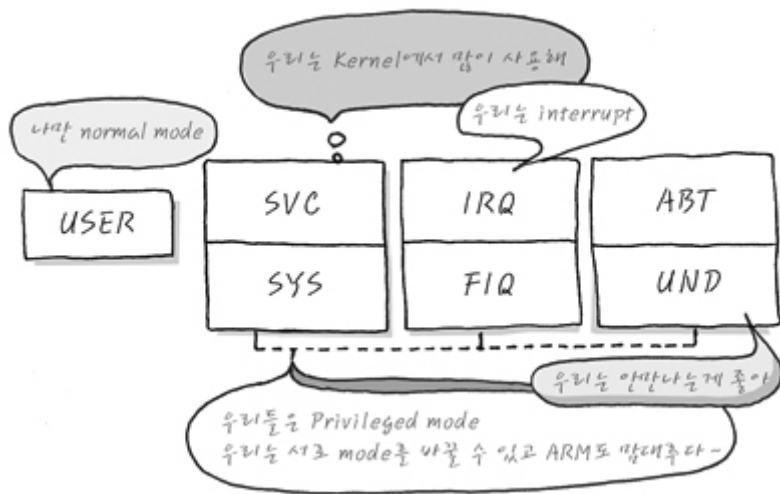 우리는 Kernel에서 많이 사용해
우리는 interrupt
나만 normal mode
USER
SVC
IRQ
ABT
SYS
FIQ
UND
우리는 안만나는게 좋아
우리들은 Privileged mode
우리는 서로 mode를 바꿀 수 있고 ARM도 맘대루다~